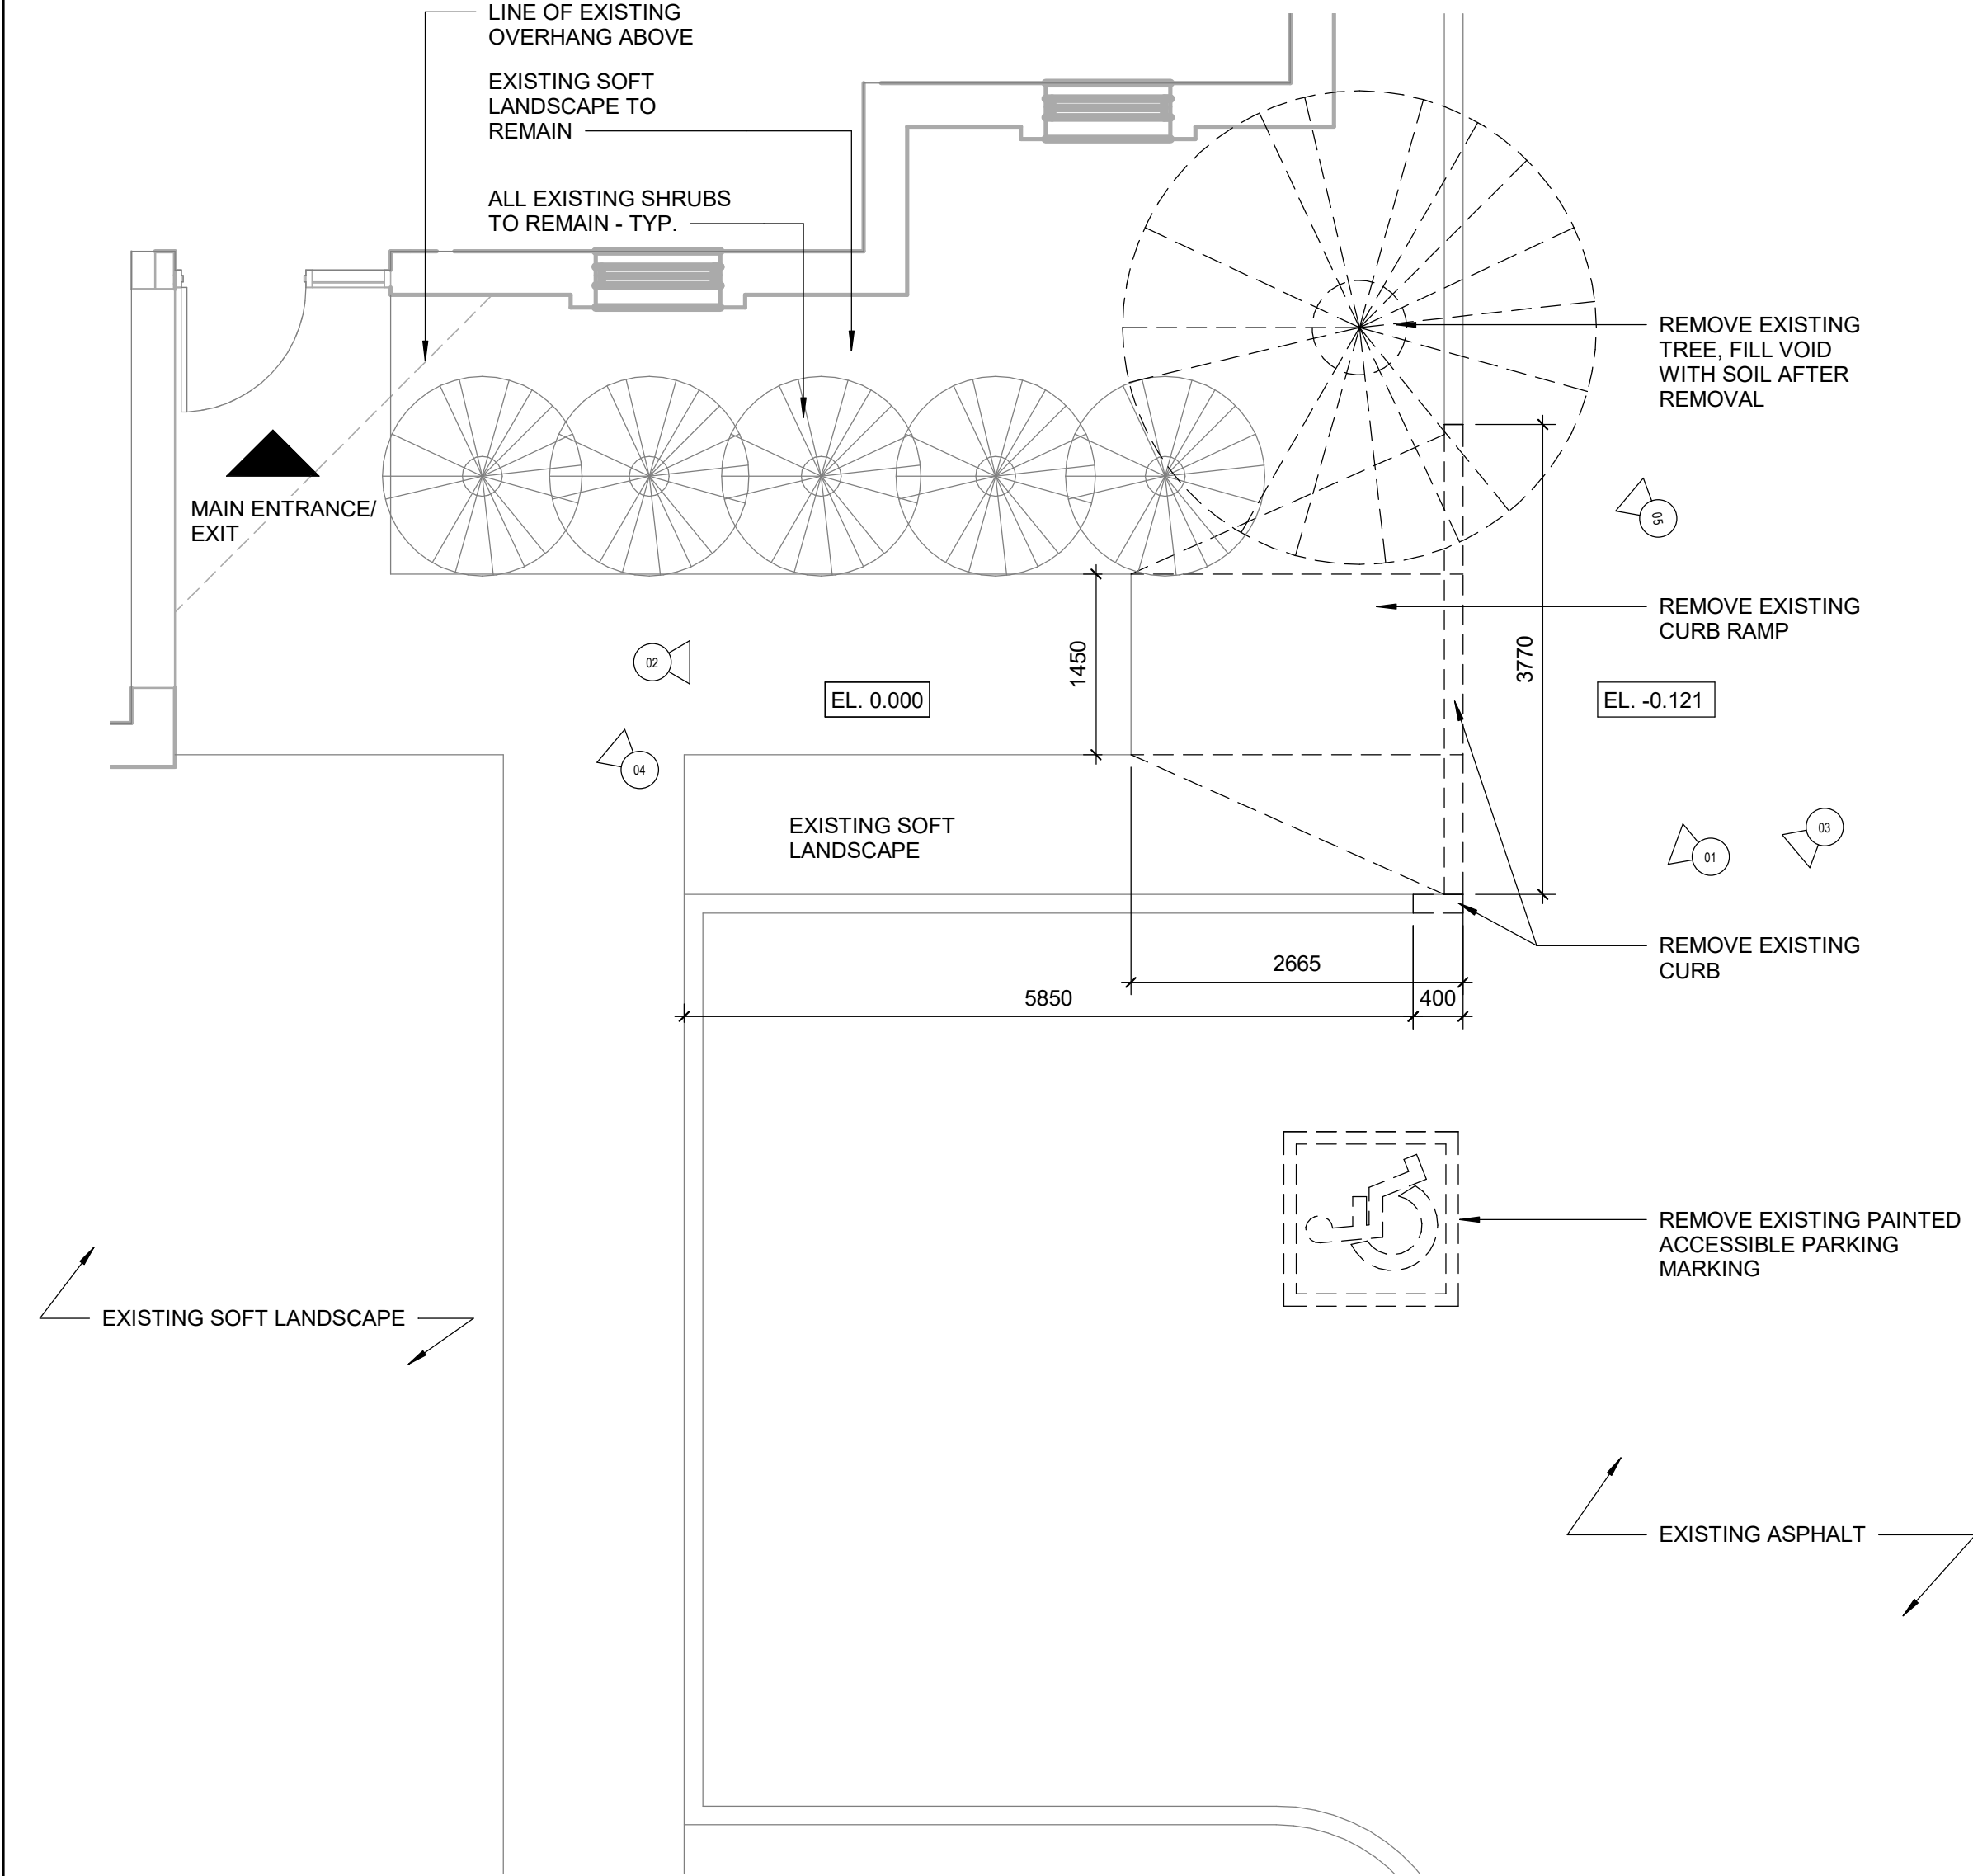 LINE OF EXISTING
OVERHANG ABOVE
EXISTING SOFT
LANDSCAPE TO
REMAIN
ALL EXISTING SHRUBS
TO REMAIN - TYP.
REMOVE EXISTING
TREE, FILL VOID
WITH SOIL AFTER
REMOVAL
MAIN ENTRANCE/
EXIT
05
REMOVE EXISTING
CURB RAMP
02
1450
3770
EL. 0.000
EL. -0.121
04
EXISTING SOFT
LANDSCAPE
01
03
REMOVE EXISTING
CURB
2665
5850
400
REMOVE EXISTING PAINTED
ACCESSIBLE PARKING
MARKING
EXISTING SOFT LANDSCAPE
EXISTING ASPHALT